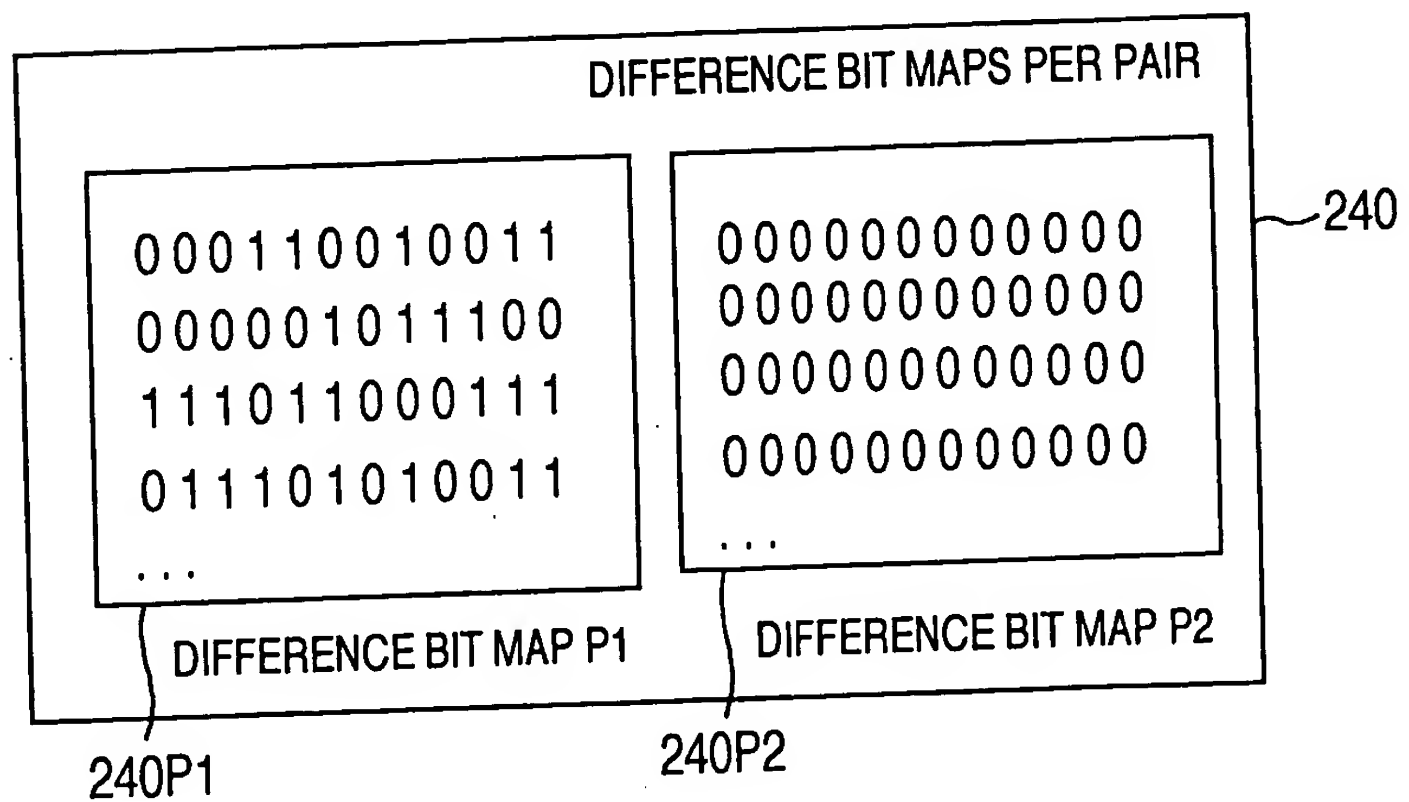 DIFFERENCE BIT MAPS PER PAIR
0 0 0 1 1 0 0 1 0 0 1 1
0 0 0 0 0 1 0 1 1 1 0 0
1 1 1 0 1 1 0 0 0 1 1 1
0 1 1 1 0 1 0 1 0 0 1 1
. . .
DIFFERENCE BIT MAP P1
240P1
0 0 0 0 0 0 0 0 0 0 0 0
0 0 0 0 0 0 0 0 0 0 0 0
0 0 0 0 0 0 0 0 0 0 0 0
0 0 0 0 0 0 0 0 0 0 0 0
. . .
DIFFERENCE BIT MAP P2
240P2
240